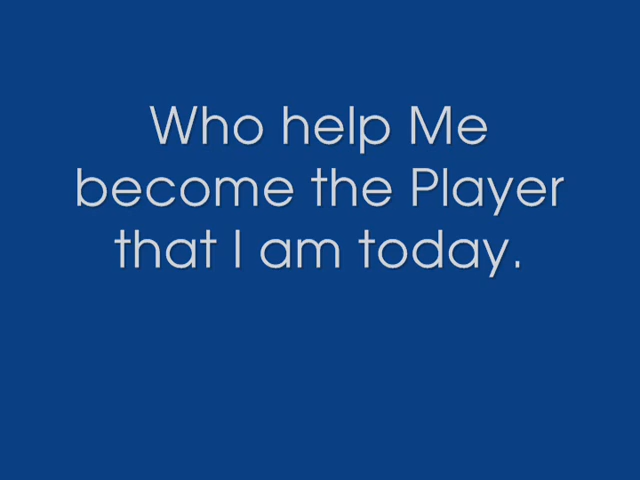 Who help Me
become the Player
that I am today.